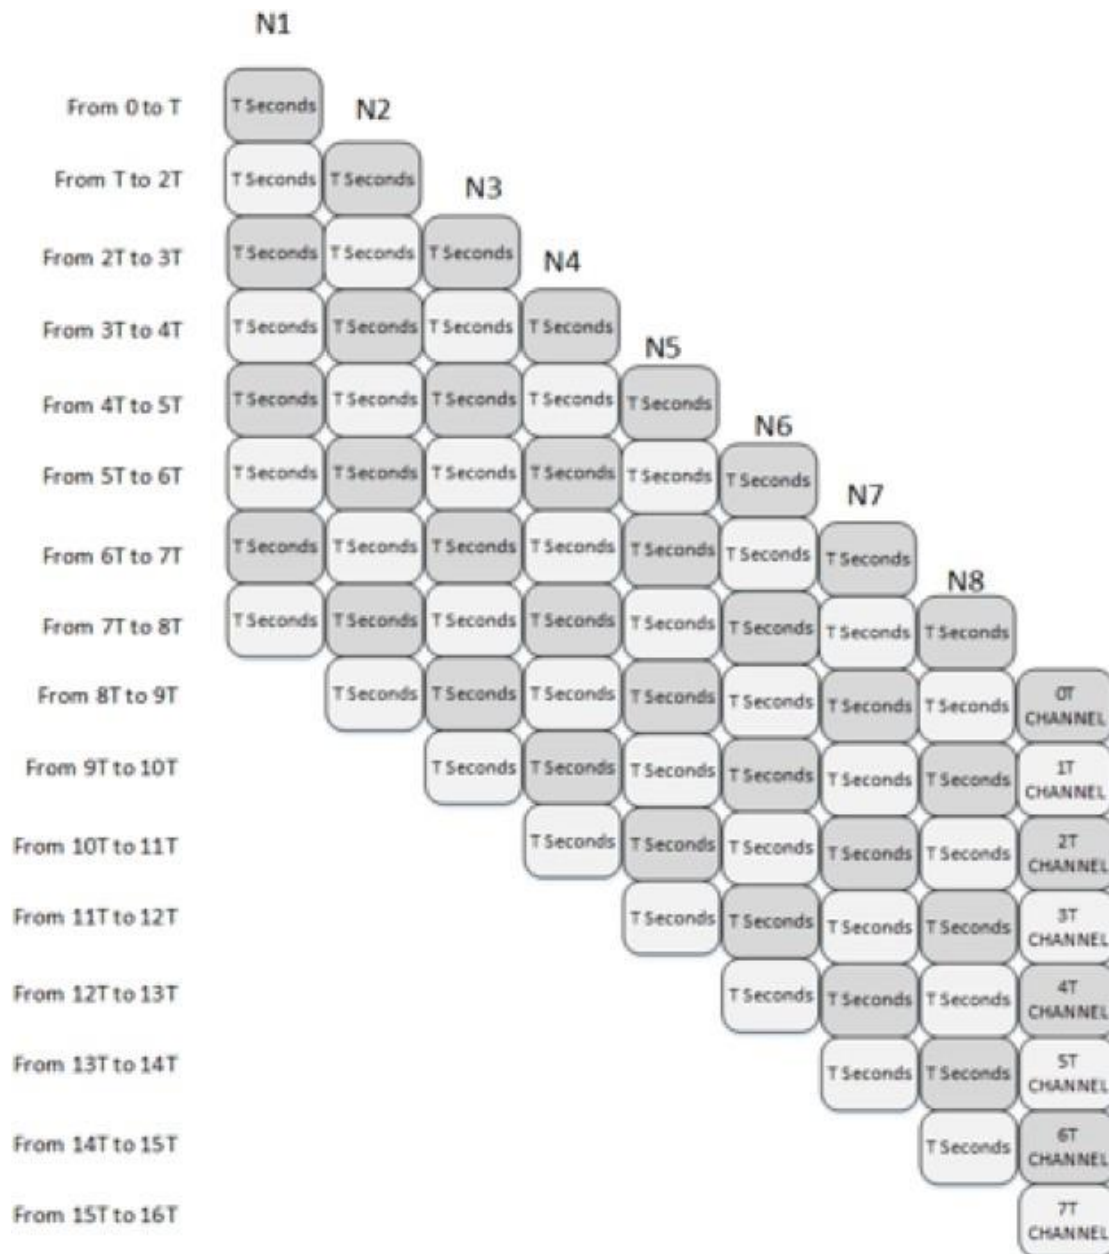 N1
From 0 to T T Seconds N2
From T to 2T T Seconds T Seconds N3
From 2T to 3T T Seconds T Seconds T Seconds N4
From 3T to 4T T Seconds T Seconds T Seconds T Seconds N5
From 4T to 5T T Seconds T Seconds T Seconds T Seconds T Seconds N6
From 5T to 6T T Seconds T Seconds T Seconds T Seconds T Seconds T Seconds N7
From 6T to 7T T Seconds T Seconds T Seconds T Seconds T Seconds T Seconds T Seconds N8
From 7T to 8T T Seconds T Seconds T Seconds T Seconds T Seconds T Seconds T Seconds T Seconds
From 8T to 9T T Seconds T Seconds T Seconds T Seconds T Seconds T Seconds T Seconds 0T
CHANNEL
From 9T to 10T T Seconds T Seconds T Seconds T Seconds T Seconds T Seconds 1T
CHANNEL
From 10T to 11T T Seconds T Seconds T Seconds T Seconds T Seconds 2T
CHANNEL
From 11T to 12T T Seconds T Seconds T Seconds T Seconds 3T
CHANNEL
From 12T to 13T T Seconds T Seconds T Seconds 4T
CHANNEL
From 13T to 14T T Seconds T Seconds 5T
CHANNEL
From 14T to 15T T Seconds 6T
CHANNEL
From 15T to 16T 7T
CHANNEL